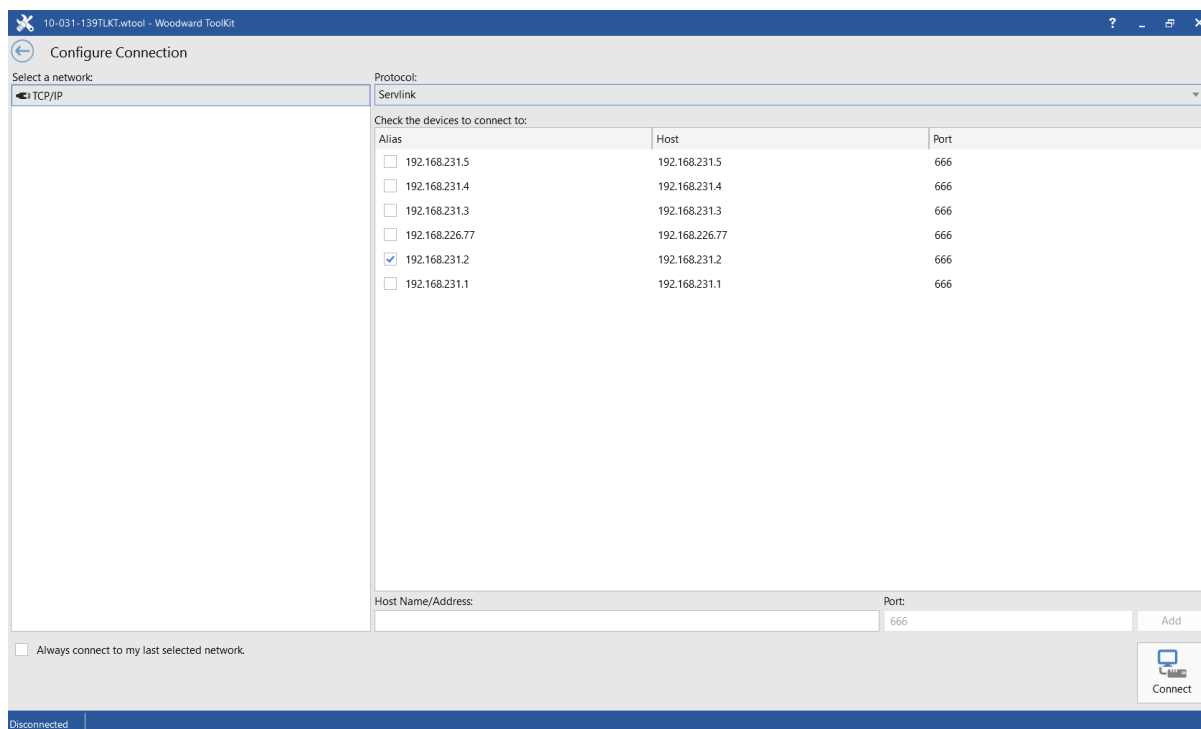 10-031-139TLKT.wtool - Woodward ToolKit
Configure Connection
Select a network:
TCP/IP
Protocol:
Servlink
Check the devices to connect to:
Alias Host Port
192.168.231.5 192.168.231.5 666
192.168.231.4 192.168.231.4 666
192.168.231.3 192.168.231.3 666
192.168.226.77 192.168.226.77 666
192.168.231.2 192.168.231.2 666
192.168.231.1 192.168.231.1 666
Host Name/Address: Port:
666 Add
Always connect to my last selected network.
Connect
Disconnected